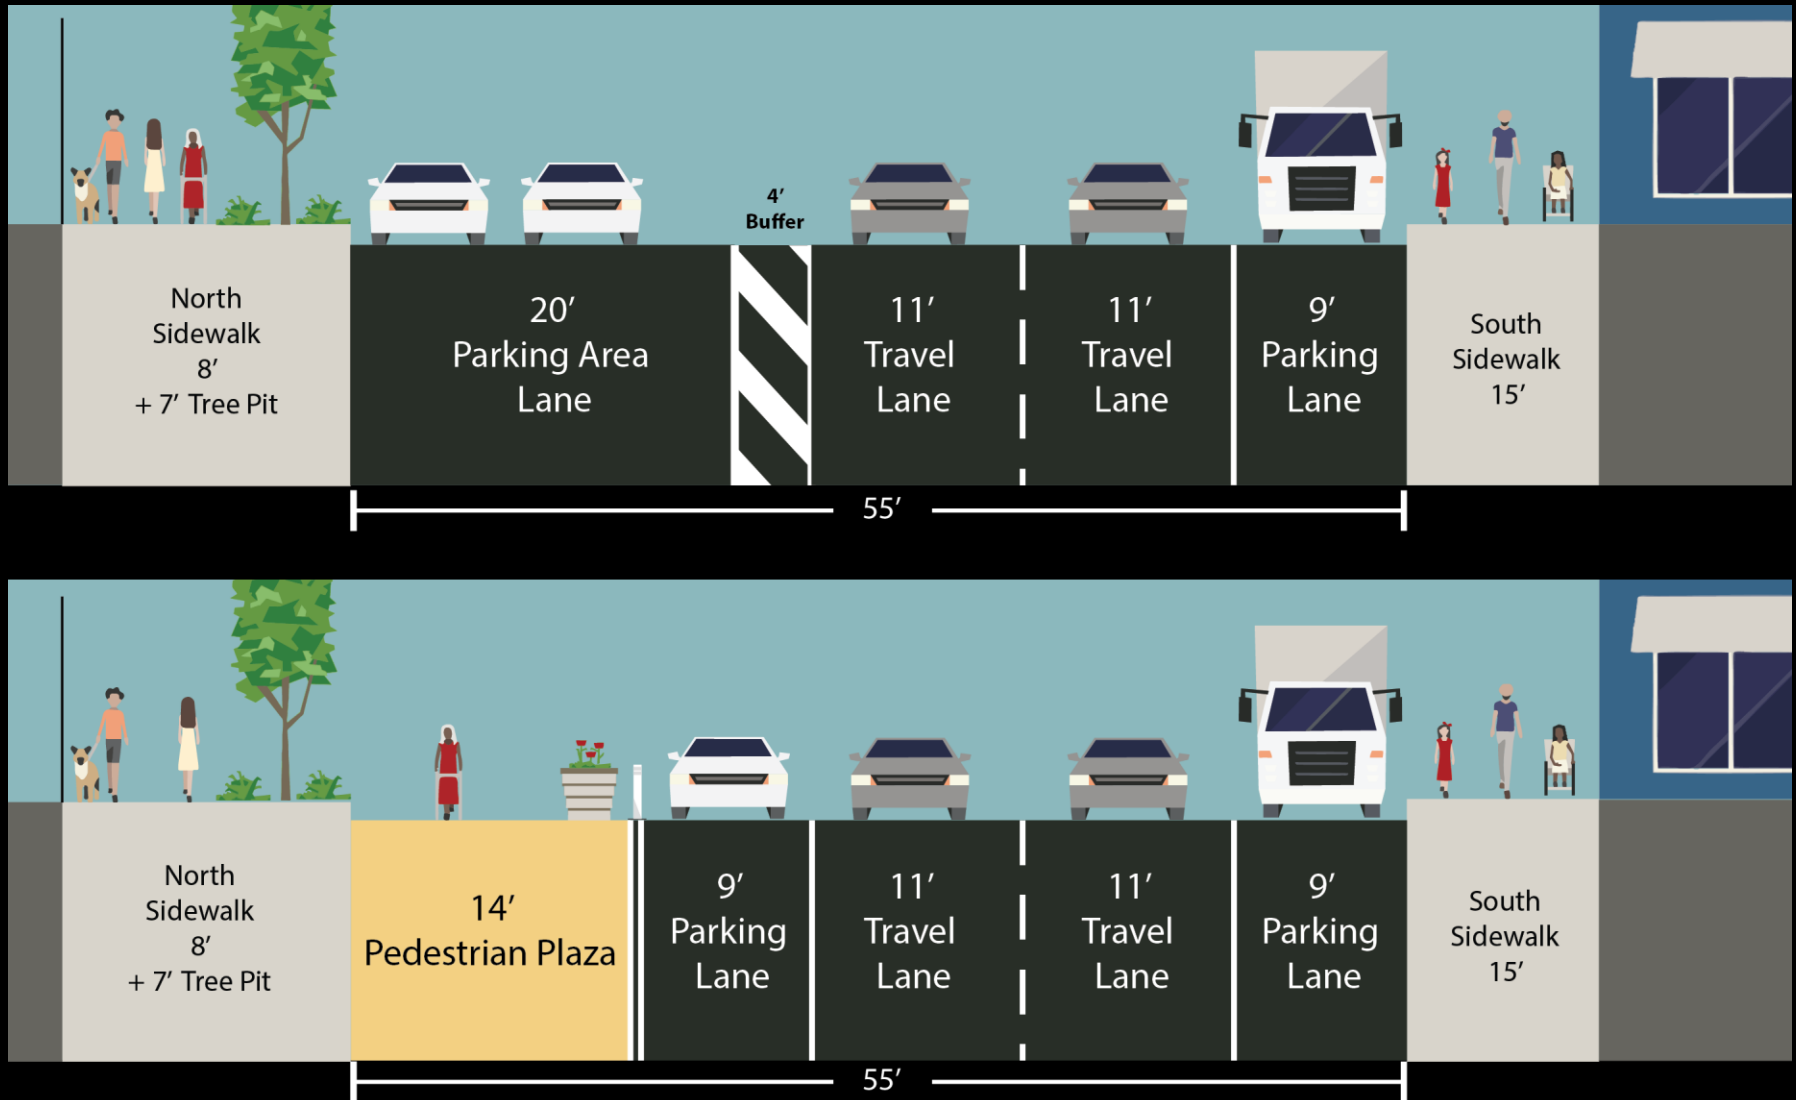 4’
Buffer
North
Sidewalk
8’
+ 7’ Tree Pit
20’
Parking Area
Lane
11’
Travel
Lane
11’
Travel
Lane
9’
Parking
Lane
South
Sidewalk
15’
55’
North
Sidewalk
8’
+ 7’ Tree Pit
14’
Pedestrian Plaza
9’
Parking
Lane
11’
Travel
Lane
11’
Travel
Lane
9’
Parking
Lane
South
Sidewalk
15’
55’